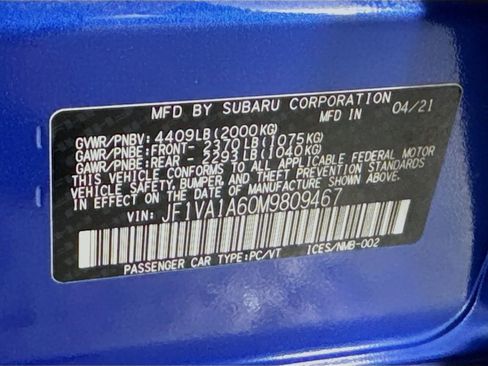 MFD BY SUBARU CORPORATION
MFD IN 04/21
GVWR/PNBV: 4409LB(2000KG)
GAWR/PNBE:FRONT- 2370LB(1075KG)
GAWR/PNBE:REAR - 2293LB(1040KG)
THIS VEHICLE CONFORMS TO ALL APPLICABLE FEDERAL MOTOR
VEHICLE SAFETY, BUMPER, AND THEFT PREVENTION STANDARDS
IN EFFECT ON THE DATE OF MANUFACTURE SHOWN ABOVE.
VIN: JF1VA1A60M9809467
PASSENGER CAR TYPE:PC/VT ICES/NMB-002